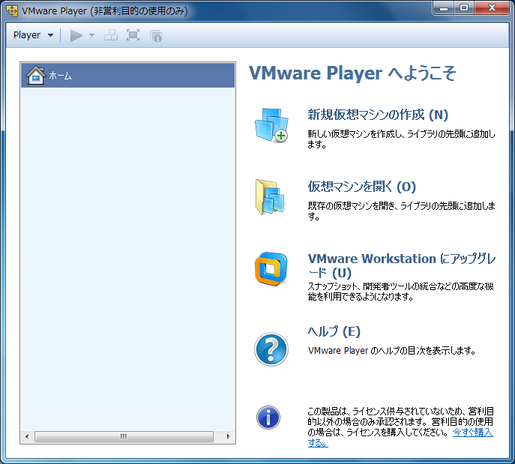 VMware Player (非営利目的の使用のみ)
Player
ホーム
VMware Player へようこそ
新規仮想マシンの作成 (N)
新しい仮想マシンを作成し、ライブラリの先頭に追加し
ます。
仮想マシンを開く (O)
既存の仮想マシンを開き、ライブラリの先頭に追加しま
す。
VMware Workstation にアップグレ
ード (U)
スナップショット、開発者ツールの統合などの高度な機
能を利用できるようになります。
ヘルプ (E)
VMware Player のヘルプの目次を表示します。
この製品は、ライセンス供与されていないため、営利目
的以外の場合のみ承認されます。営利目的の使用
の場合は、ライセンスを購入してください。 今すぐ購入
する。